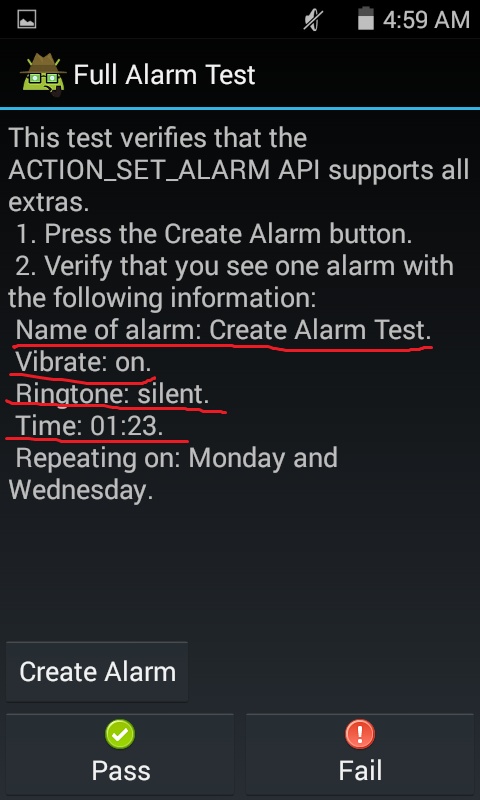 4:59 AM
Full Alarm Test
This test verifies that the
ACTION_SET_ALARM API supports all
extras.
1. Press the Create Alarm button.
2. Verify that you see one alarm with
the following information:
Name of alarm: Create Alarm Test.
Vibrate: on.
Ringtone: silent.
Time: 01:23.
Repeating on: Monday and
Wednesday.
Create Alarm
Pass
Fail